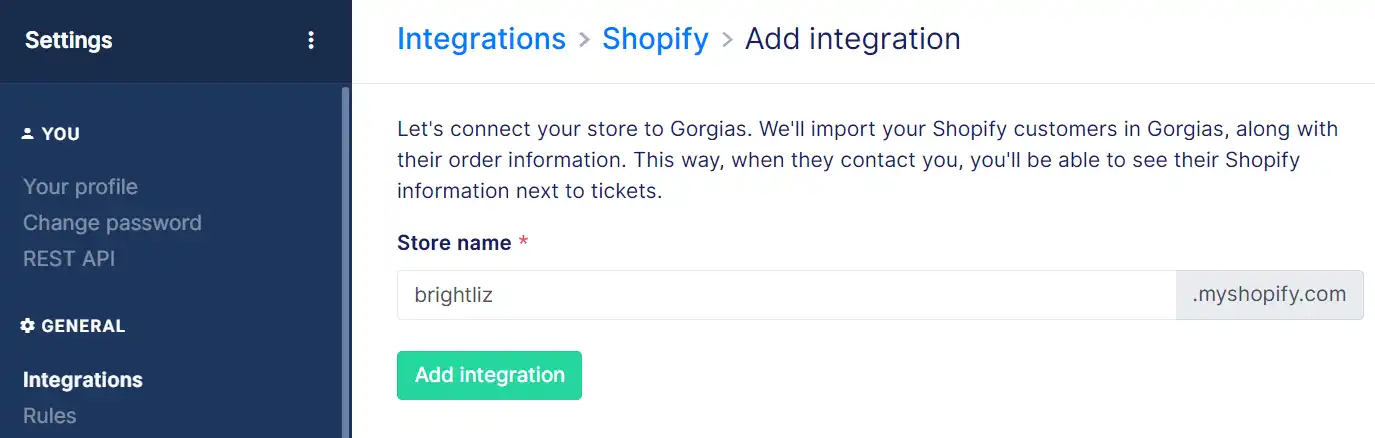 Settings
YOU
Your profile
Change password
REST API
GENERAL
Integrations
Rules
Integrations > Shopify > Add integration
Let's connect your store to Gorgias. We'll import your Shopify customers in Gorgias, along with
their order information. This way, when they contact you, you'll be able to see their Shopify
information next to tickets.
Store name *
brightliz .myshopify.com
Add integration